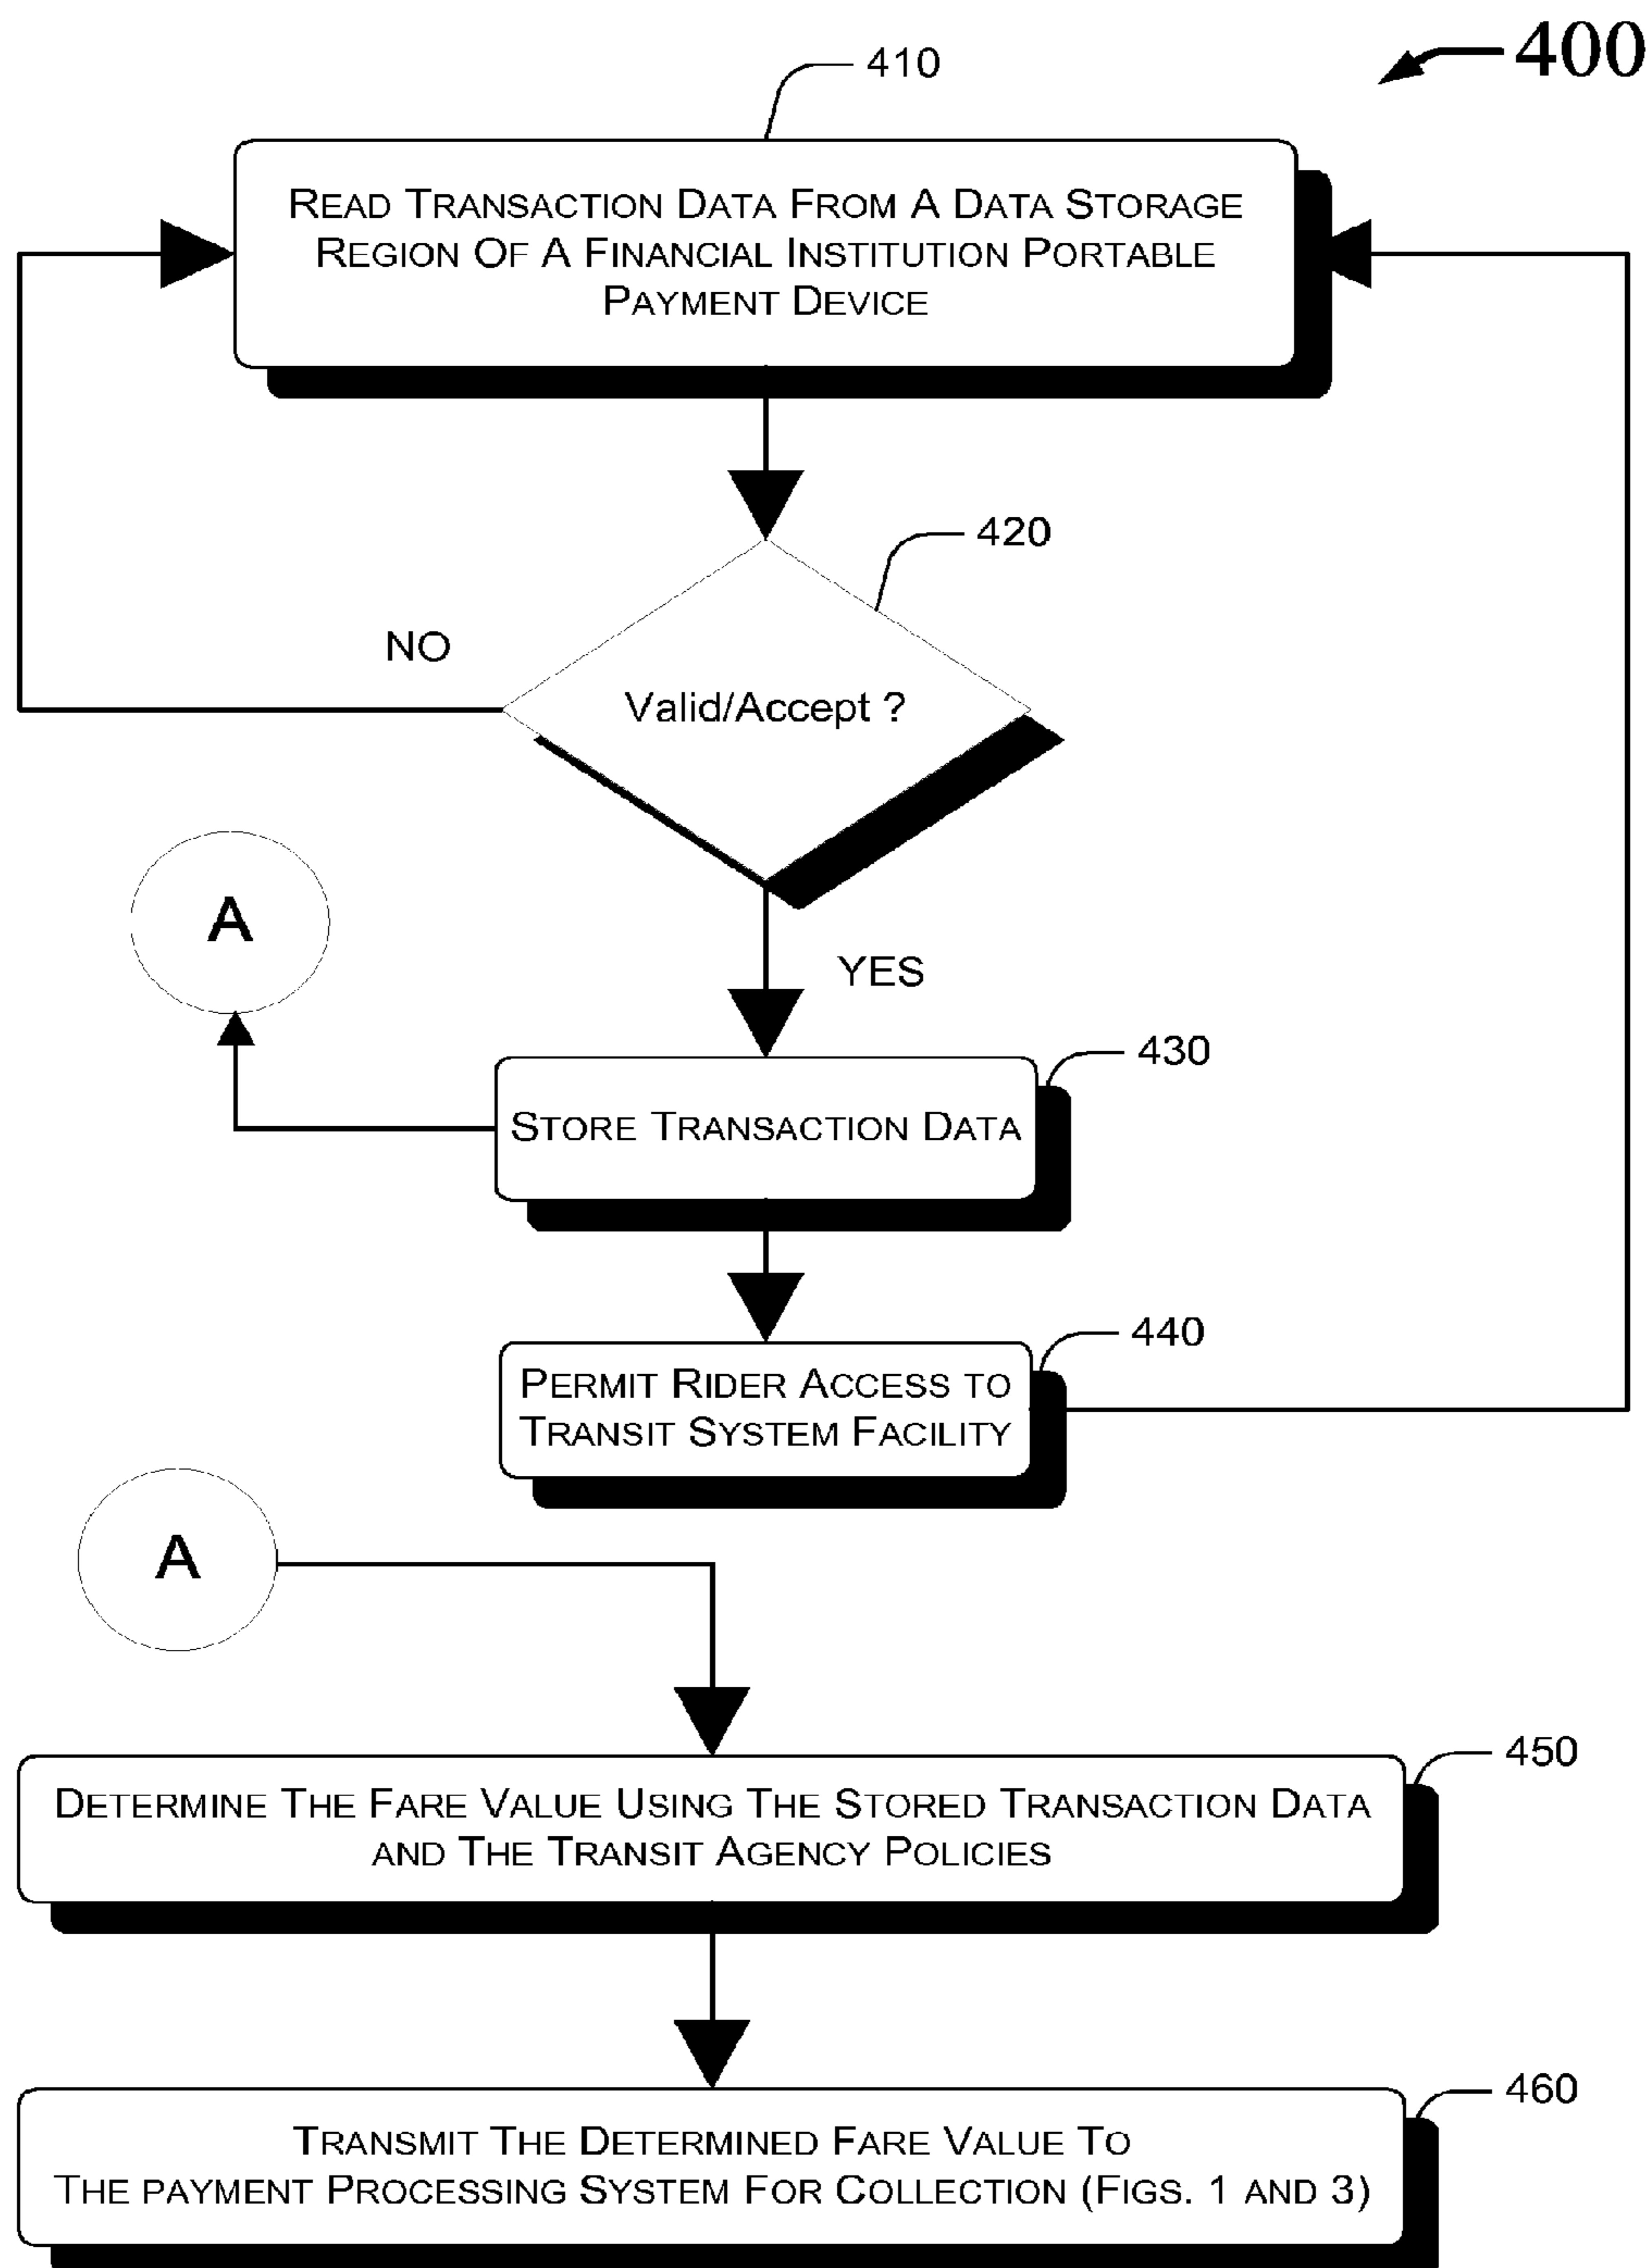 400
410
READ TRANSACTION DATA FROM A DATA STORAGE
REGION OF A FINANCIAL INSTITUTION PORTABLE
PAYMENT DEVICE
420
NO
Valid/Accept ?
A
YES
430
STORE TRANSACTION DATA
440
PERMIT RIDER ACCESS TO
TRANSIT SYSTEM FACILITY
A
450
DETERMINE THE FARE VALUE USING THE STORED TRANSACTION DATA
AND THE TRANSIT AGENCY POLICIES
460
TRANSMIT THE DETERMINED FARE VALUE TO
THE PAYMENT PROCESSING SYSTEM FOR COLLECTION (FIGS. 1 AND 3)